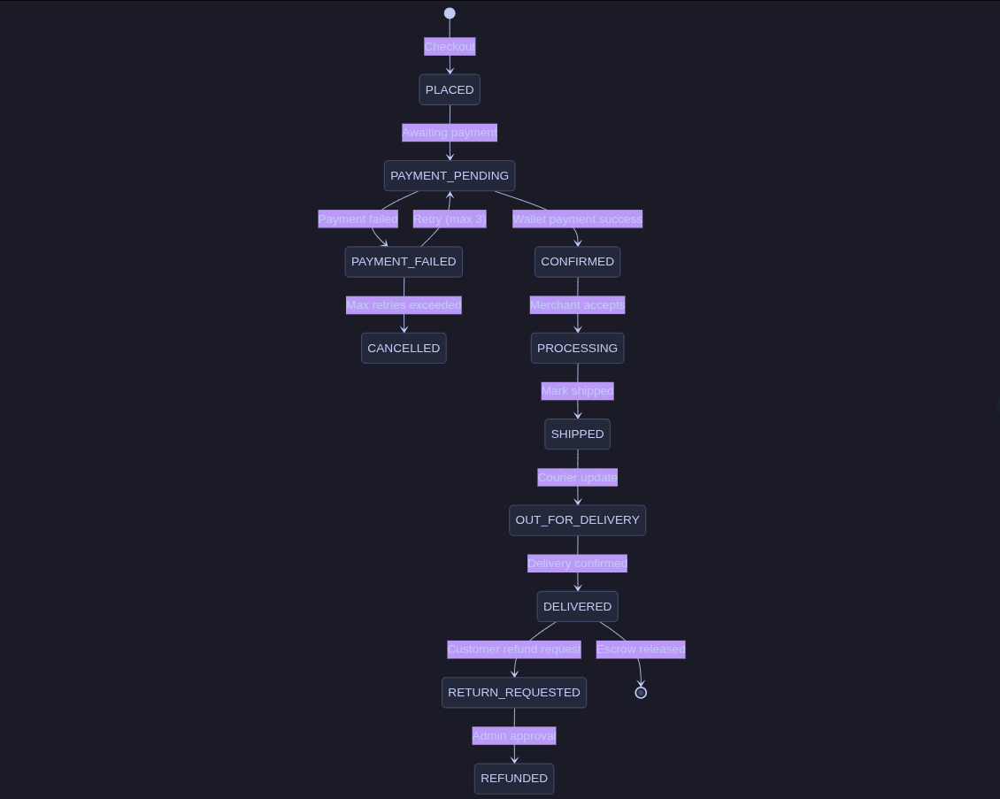 Checkout
PLACED
Awaiting payment
PAYMENT_PENDING
Payment failed
Retry (max 3)
Wallet payment success
PAYMENT_FAILED
CONFIRMED
Max retries exceeded
Merchant accepts
CANCELLED
PROCESSING
Mark shipped
SHIPPED
Courier update
OUT_FOR_DELIVERY
Delivery confirmed
DELIVERED
Customer refund request
Escrow released
RETURN_REQUESTED
Admin approval
REFUNDED